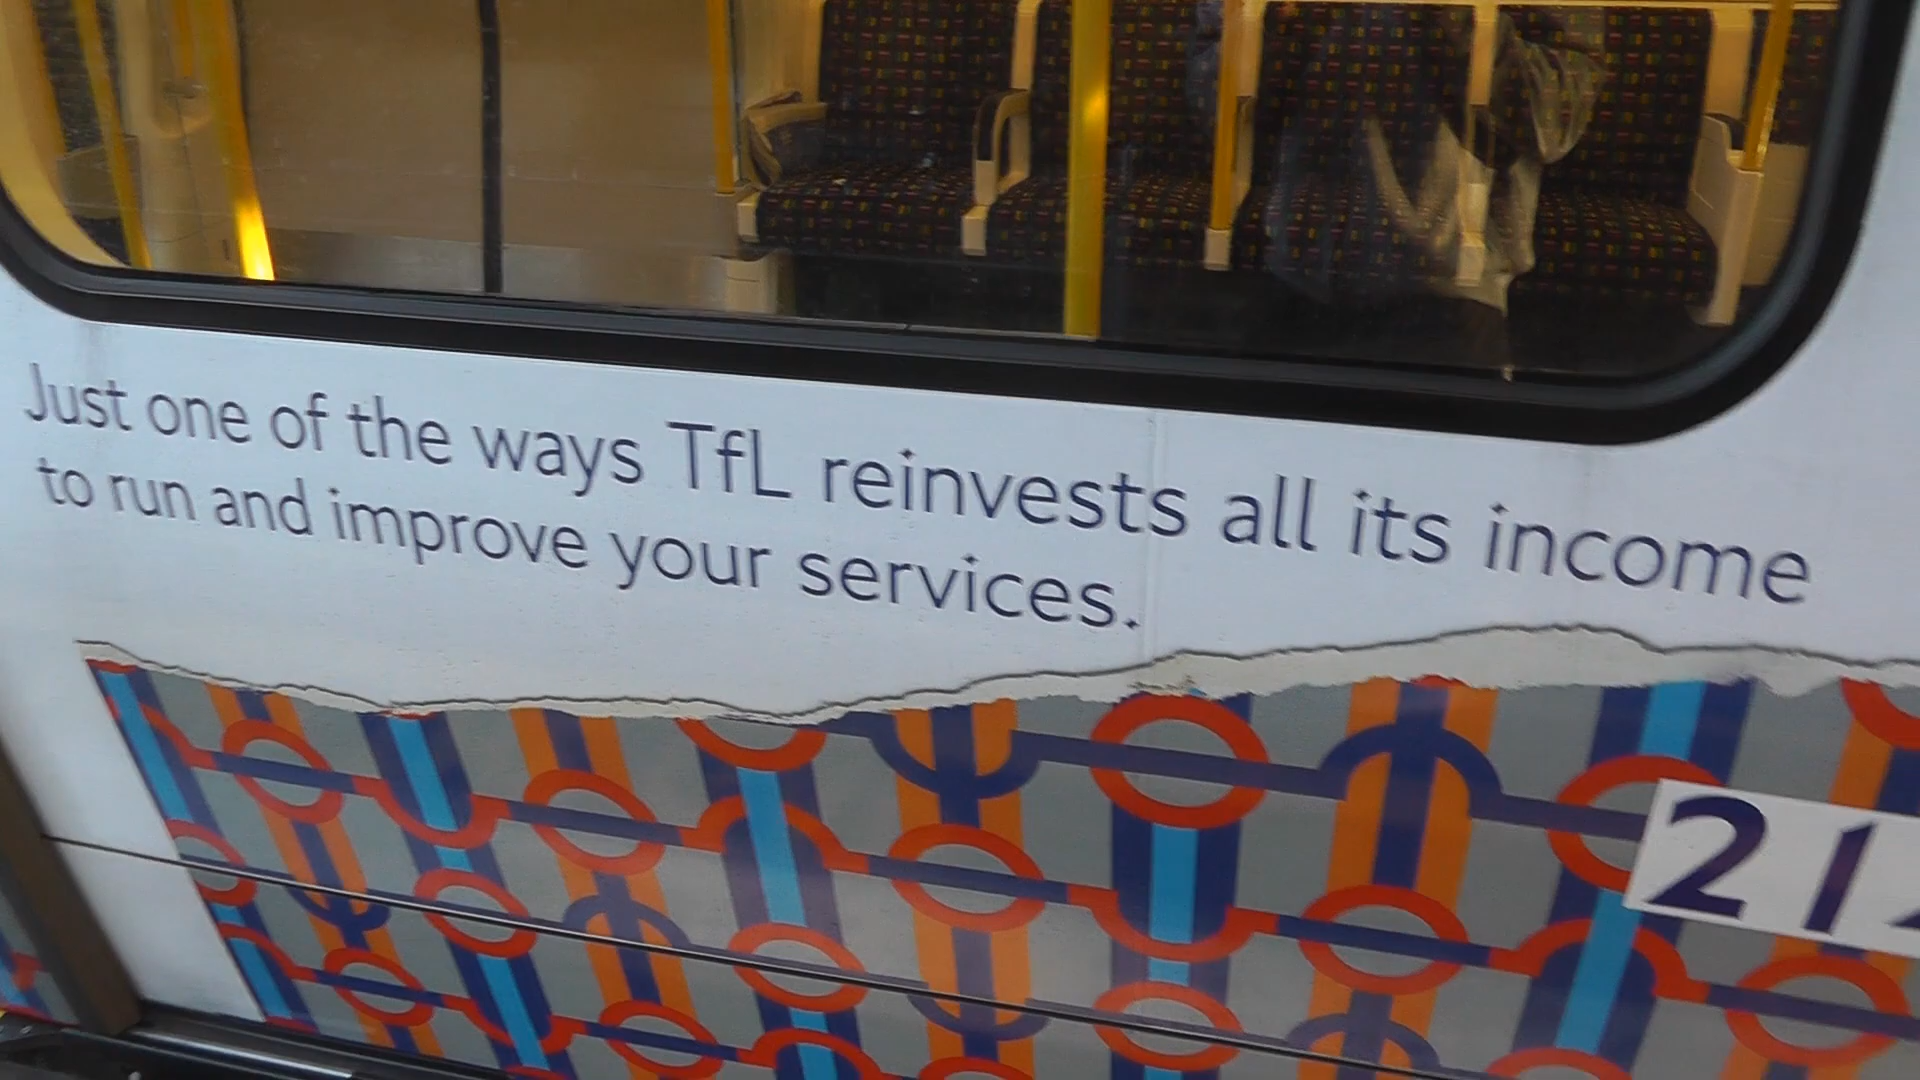 Just one of the ways TfL reinvests all its income
to run and improve your services.